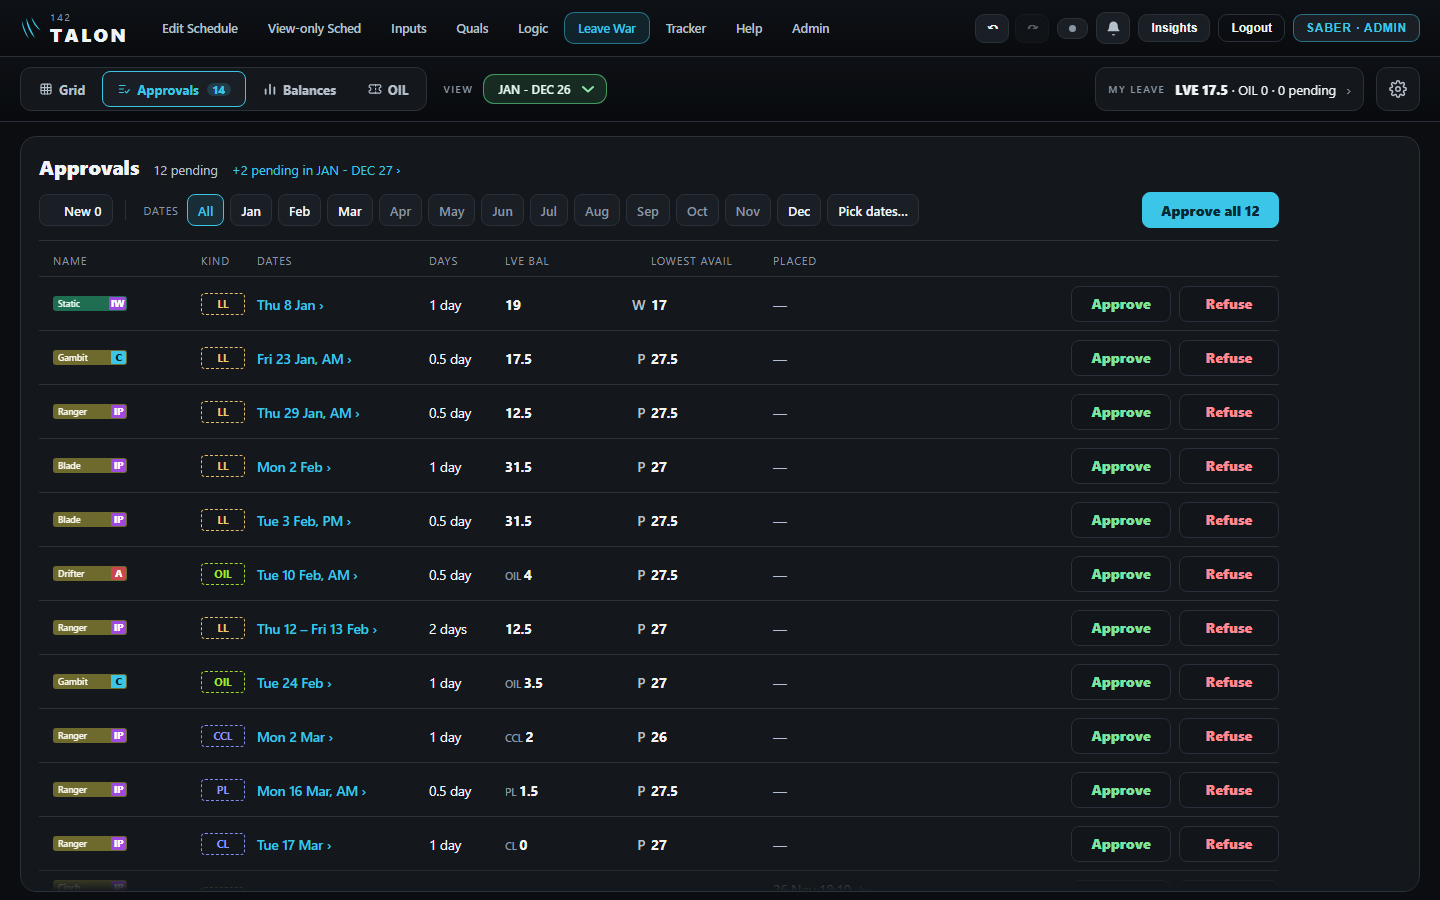 142
TALON
Edit Schedule
View-only Sched
Inputs
Quals
Logic
Leave War
Tracker
Help
Admin
Insights
Logout
SABER · ADMIN
Grid
Approvals 14
Balances
OIL
VIEW
JAN - DEC 26
MY LEAVE LVE 17.5 · OIL 0 · 0 pending ›
Approvals 12 pending +2 pending in JAN - DEC 27 ›
New 0 DATES All Jan Feb Mar Apr May Jun Jul Aug Sep Oct Nov Dec Pick dates... Approve all 12
NAME KIND DATES DAYS LVE BAL LOWEST AVAIL PLACED
Static IW LL Thu 8 Jan › 1 day 19 W 17 — Approve Refuse
Gambit C LL Fri 23 Jan, AM › 0.5 day 17.5 P 27.5 — Approve Refuse
Ranger IP LL Thu 29 Jan, AM › 0.5 day 12.5 P 27.5 — Approve Refuse
Blade IP LL Mon 2 Feb › 1 day 31.5 P 27 — Approve Refuse
Blade IP LL Tue 3 Feb, PM › 0.5 day 31.5 P 27.5 — Approve Refuse
Drifter A OIL Tue 10 Feb, AM › 0.5 day OIL 4 P 27.5 — Approve Refuse
Ranger IP LL Thu 12 – Fri 13 Feb › 2 days 12.5 P 27 — Approve Refuse
Gambit C OIL Tue 24 Feb › 1 day OIL 3.5 P 27 — Approve Refuse
Ranger IP CCL Mon 2 Mar › 1 day CCL 2 P 26 — Approve Refuse
Ranger IP PL Mon 16 Mar, AM › 0.5 day PL 1.5 P 27.5 — Approve Refuse
Ranger IP CL Tue 17 Mar › 1 day CL 0 P 27 — Approve Refuse